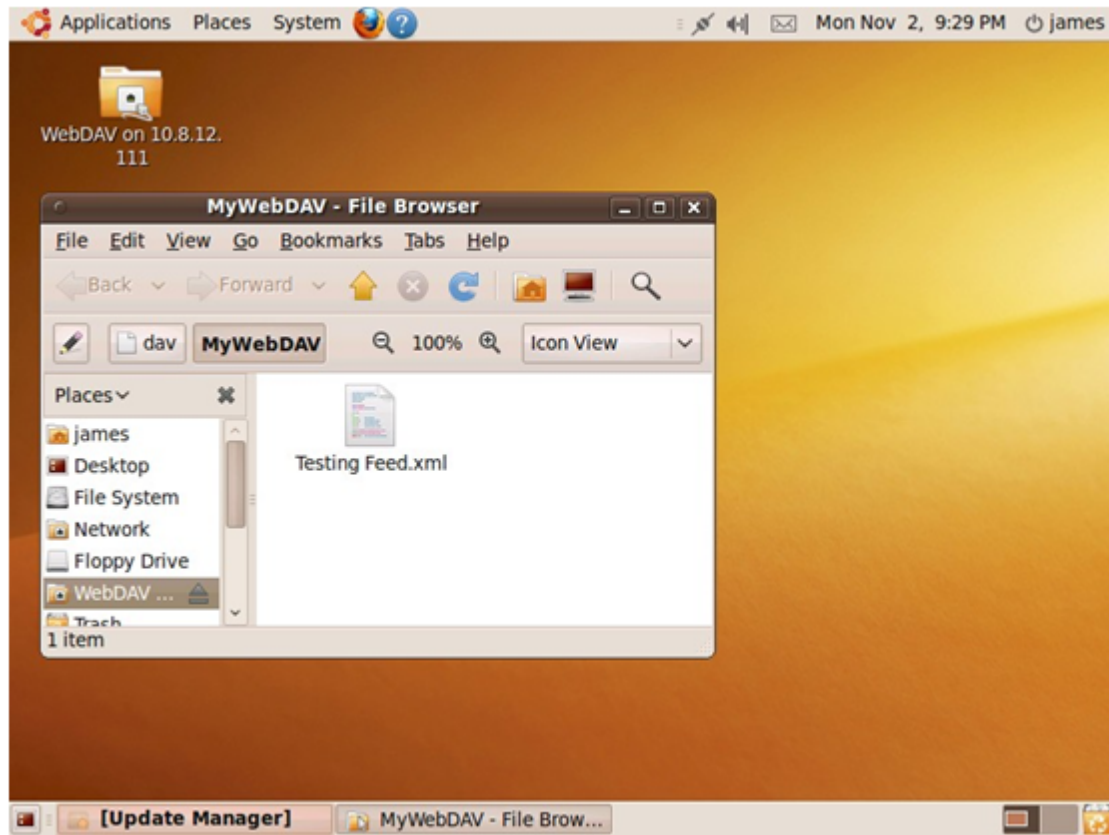 Applications Places System Mon Nov 2, 9:29 PM james
WebDAV on 10.8.12.
111
MyWebDAV - File Browser
File Edit View Go Bookmarks Tabs Help
Back Forward
dav MyWebDAV 100% Icon View
Places
james
Desktop
File System
Network
Floppy Drive
WebDAV ...
Trash
Testing Feed.xml
1 item
[Update Manager] MyWebDAV - File Brow...